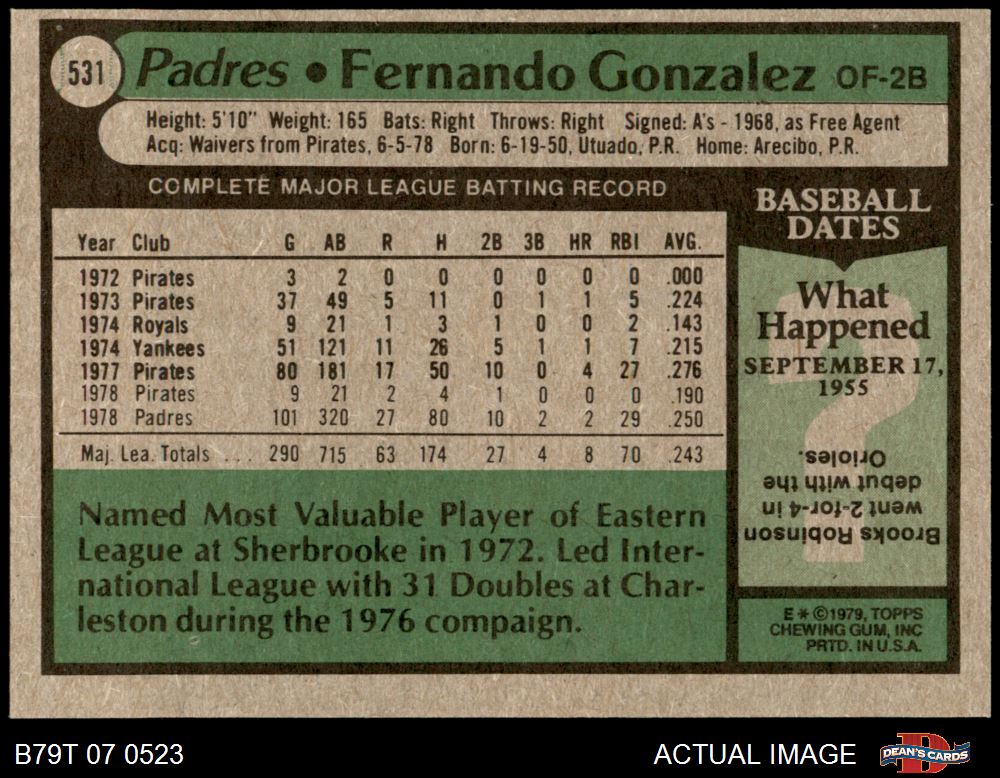 531
Padres • Fernando Gonzalez OF-2B
Height: 5'10" Weight: 165 Bats: Right Throws: Right Signed: A's - 1968, as Free Agent
Acq: Waivers from Pirates, 6-5-78 Born: 6-19-50, Utuado, P.R. Home: Arecibo, P.R.
COMPLETE MAJOR LEAGUE BATTING RECORD
Year Club G AB R H 2B 3B HR RBI AVG.
1972 Pirates 3 2 0 0 0 0 0 0 .000
1973 Pirates 37 49 5 11 0 1 1 5 .224
1974 Royals 9 21 1 3 1 0 0 2 .143
1974 Yankees 51 121 11 26 5 1 1 7 .215
1977 Pirates 80 181 17 50 10 0 4 27 .276
1978 Pirates 9 21 2 4 1 0 0 0 .190
1978 Padres 101 320 27 80 10 2 2 29 .250
Maj. Lea. Totals ... 290 715 63 174 27 4 8 70 .243
Named Most Valuable Player of Eastern
League at Sherbrooke in 1972. Led Inter-
national League with 31 Doubles at Char-
leston during the 1976 campaign.
BASEBALL
DATES
What
Happened
SEPTEMBER 17,
1955
?
Brooks Robinson
went 2-for-4 in
debut with the
Orioles.
E * ©1979, TOPPS
CHEWING GUM, INC
PRTD. IN U.S.A.
B79T 07 0523
ACTUAL IMAGE
D
DEAN'S CARDS